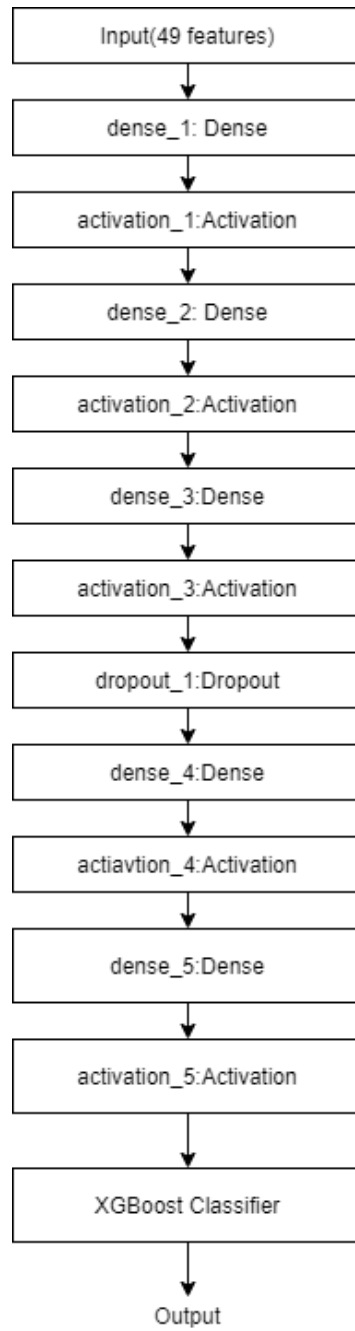 Input(49 features)
dense_1: Dense
activation_1:Activation
dense_2: Dense
activation_2:Activation
dense_3:Dense
activation_3:Activation
dropout_1:Dropout
dense_4:Dense
actiavtion_4:Activation
dense_5:Dense
activation_5:Activation
XGBoost Classifier
Output